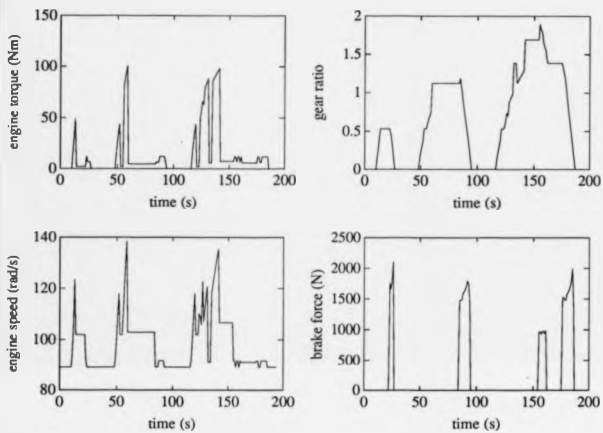 engine torque (Nm)
150
100
50
0
0 50 100 150 200
time (s)
gear ratio
2
1.5
1
0.5
0
0 50 100 150 200
time (s)
engine speed (rad/s)
140
120
100
80
0 50 100 150 200
time (s)
brake force (N)
2500
2000
1500
1000
500
0
0 50 100 150 200
time (s)